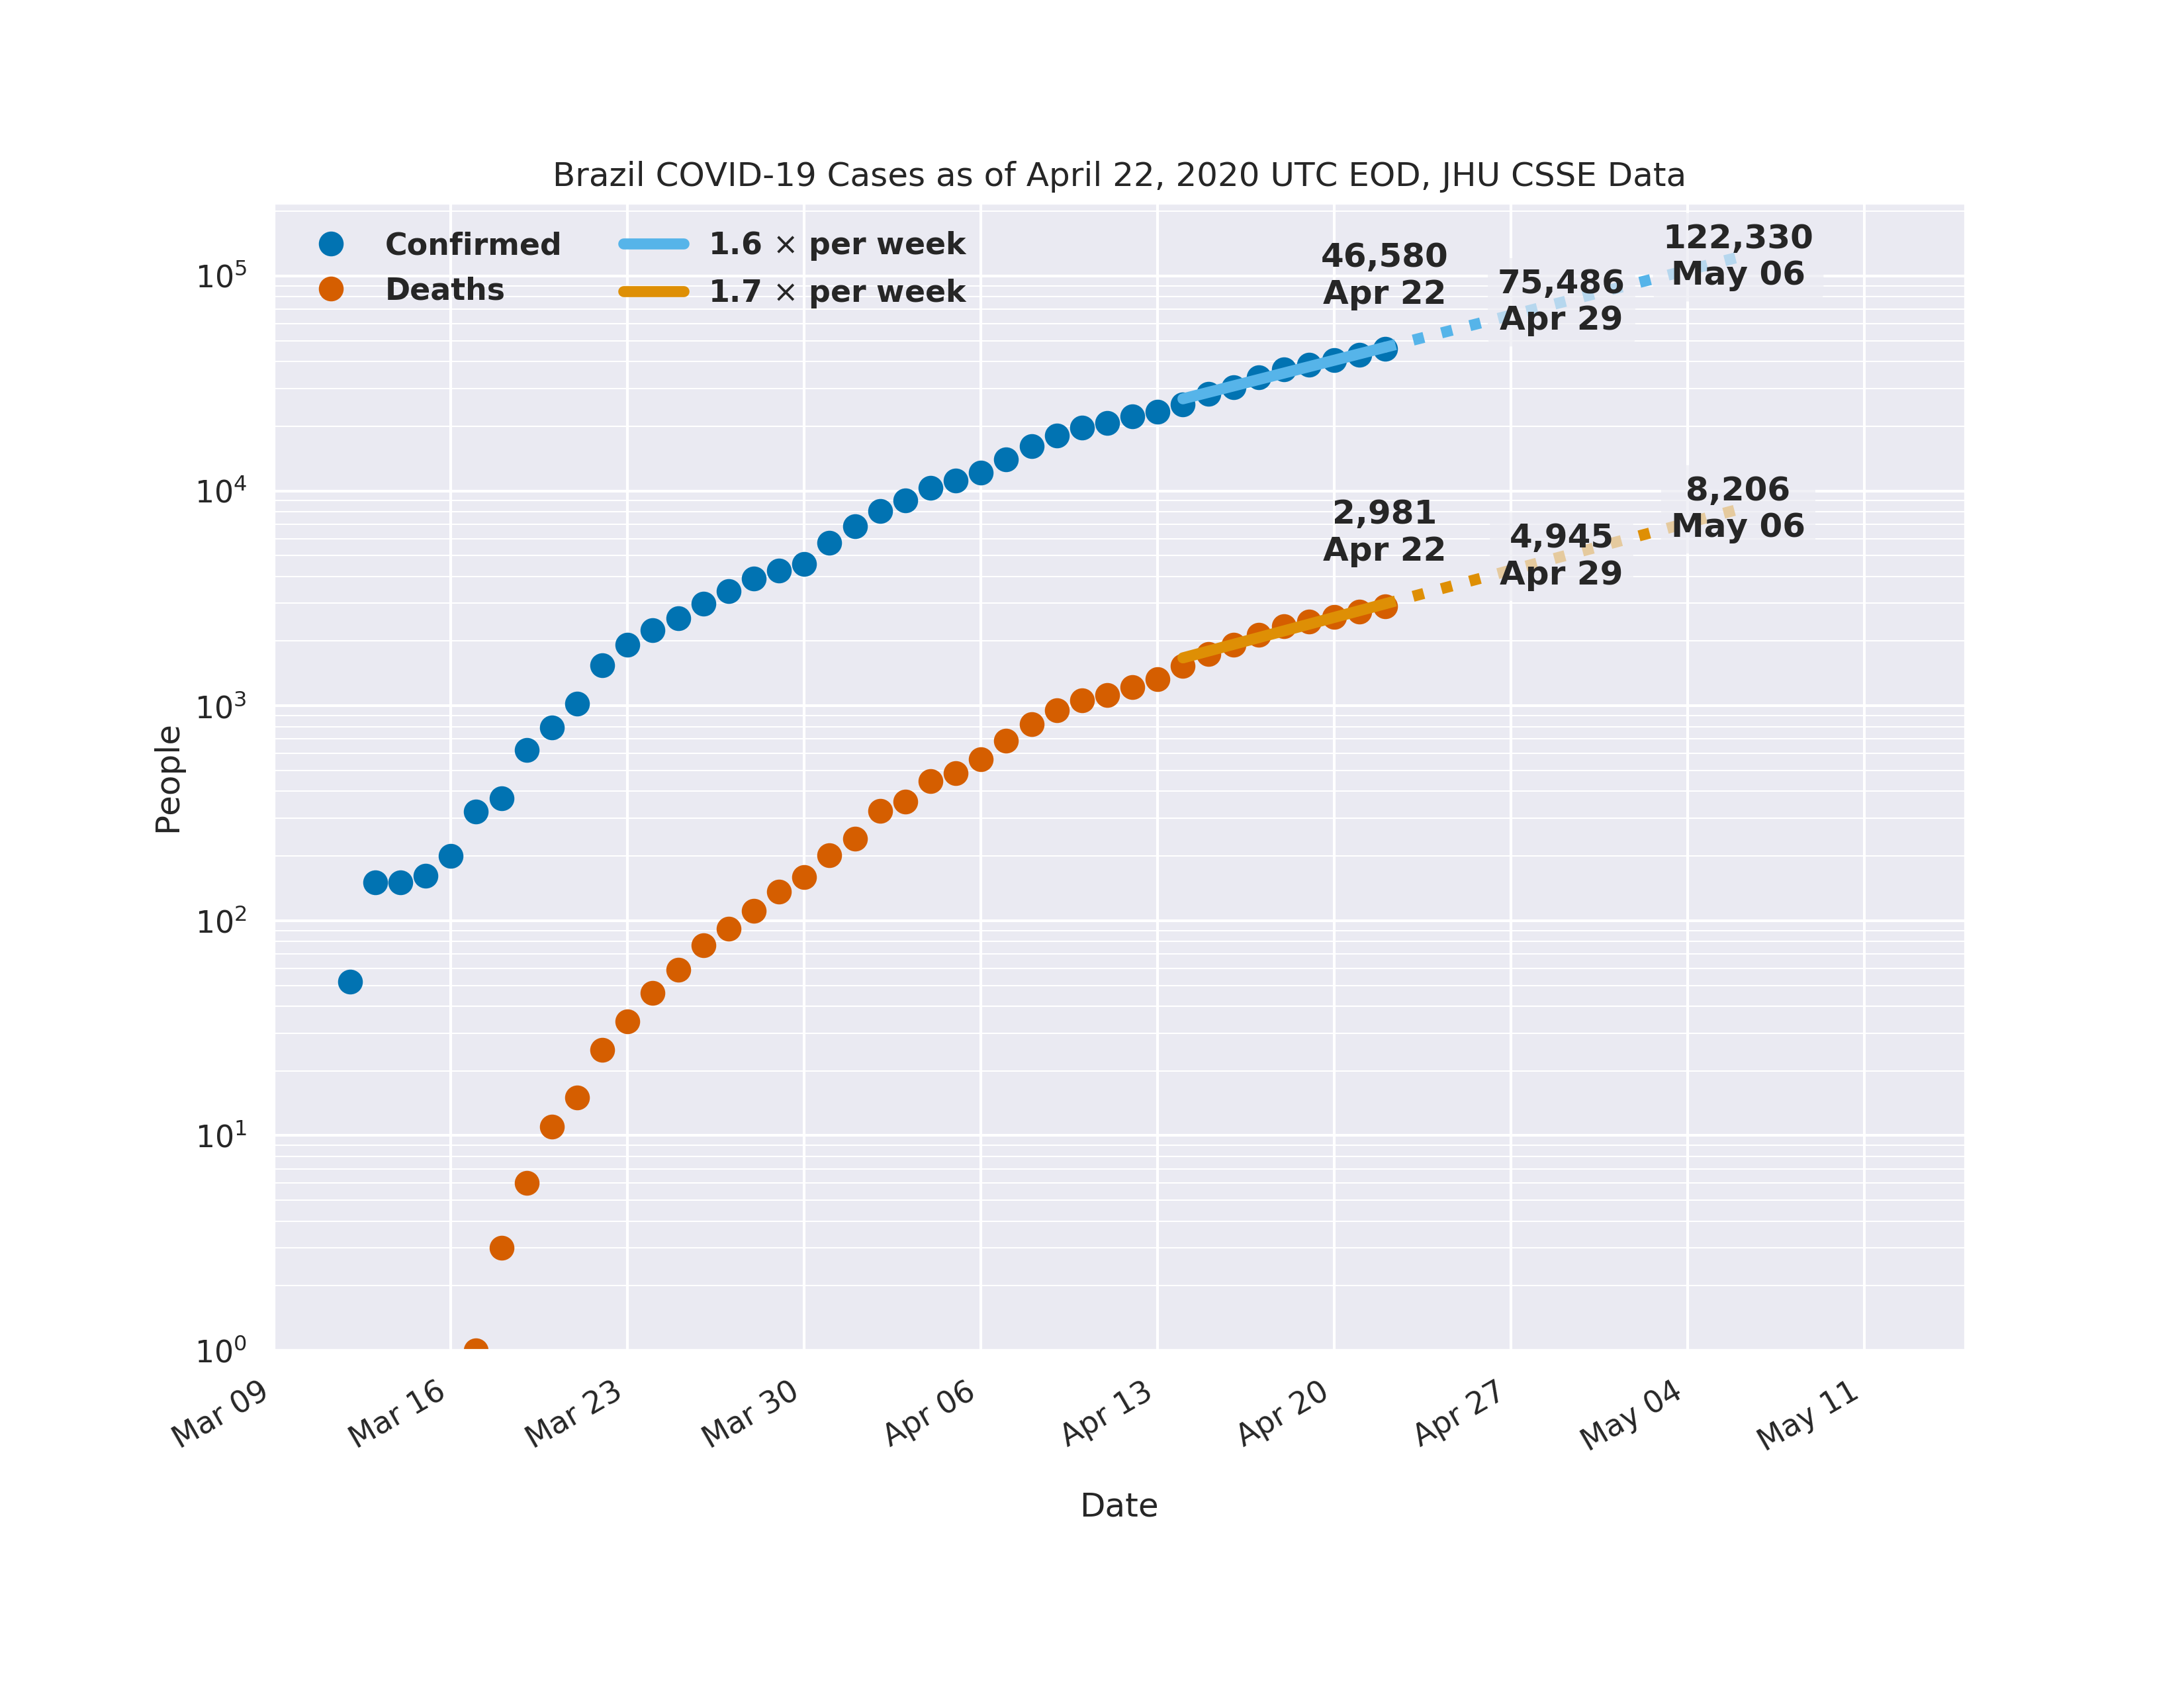 Brazil COVID-19 Cases as of April 22, 2020 UTC EOD, JHU CSSE Data
Confirmed
Deaths
1.6 × per week
1.7 × per week
46,580
Apr 22
75,486
Apr 29
122,330
May 06
2,981
Apr 22
4,945
Apr 29
8,206
May 06
People
10⁵
10⁴
10³
10²
10¹
10⁰
Mar 09
Mar 16
Mar 23
Mar 30
Apr 06
Apr 13
Apr 20
Apr 27
May 04
May 11
Date